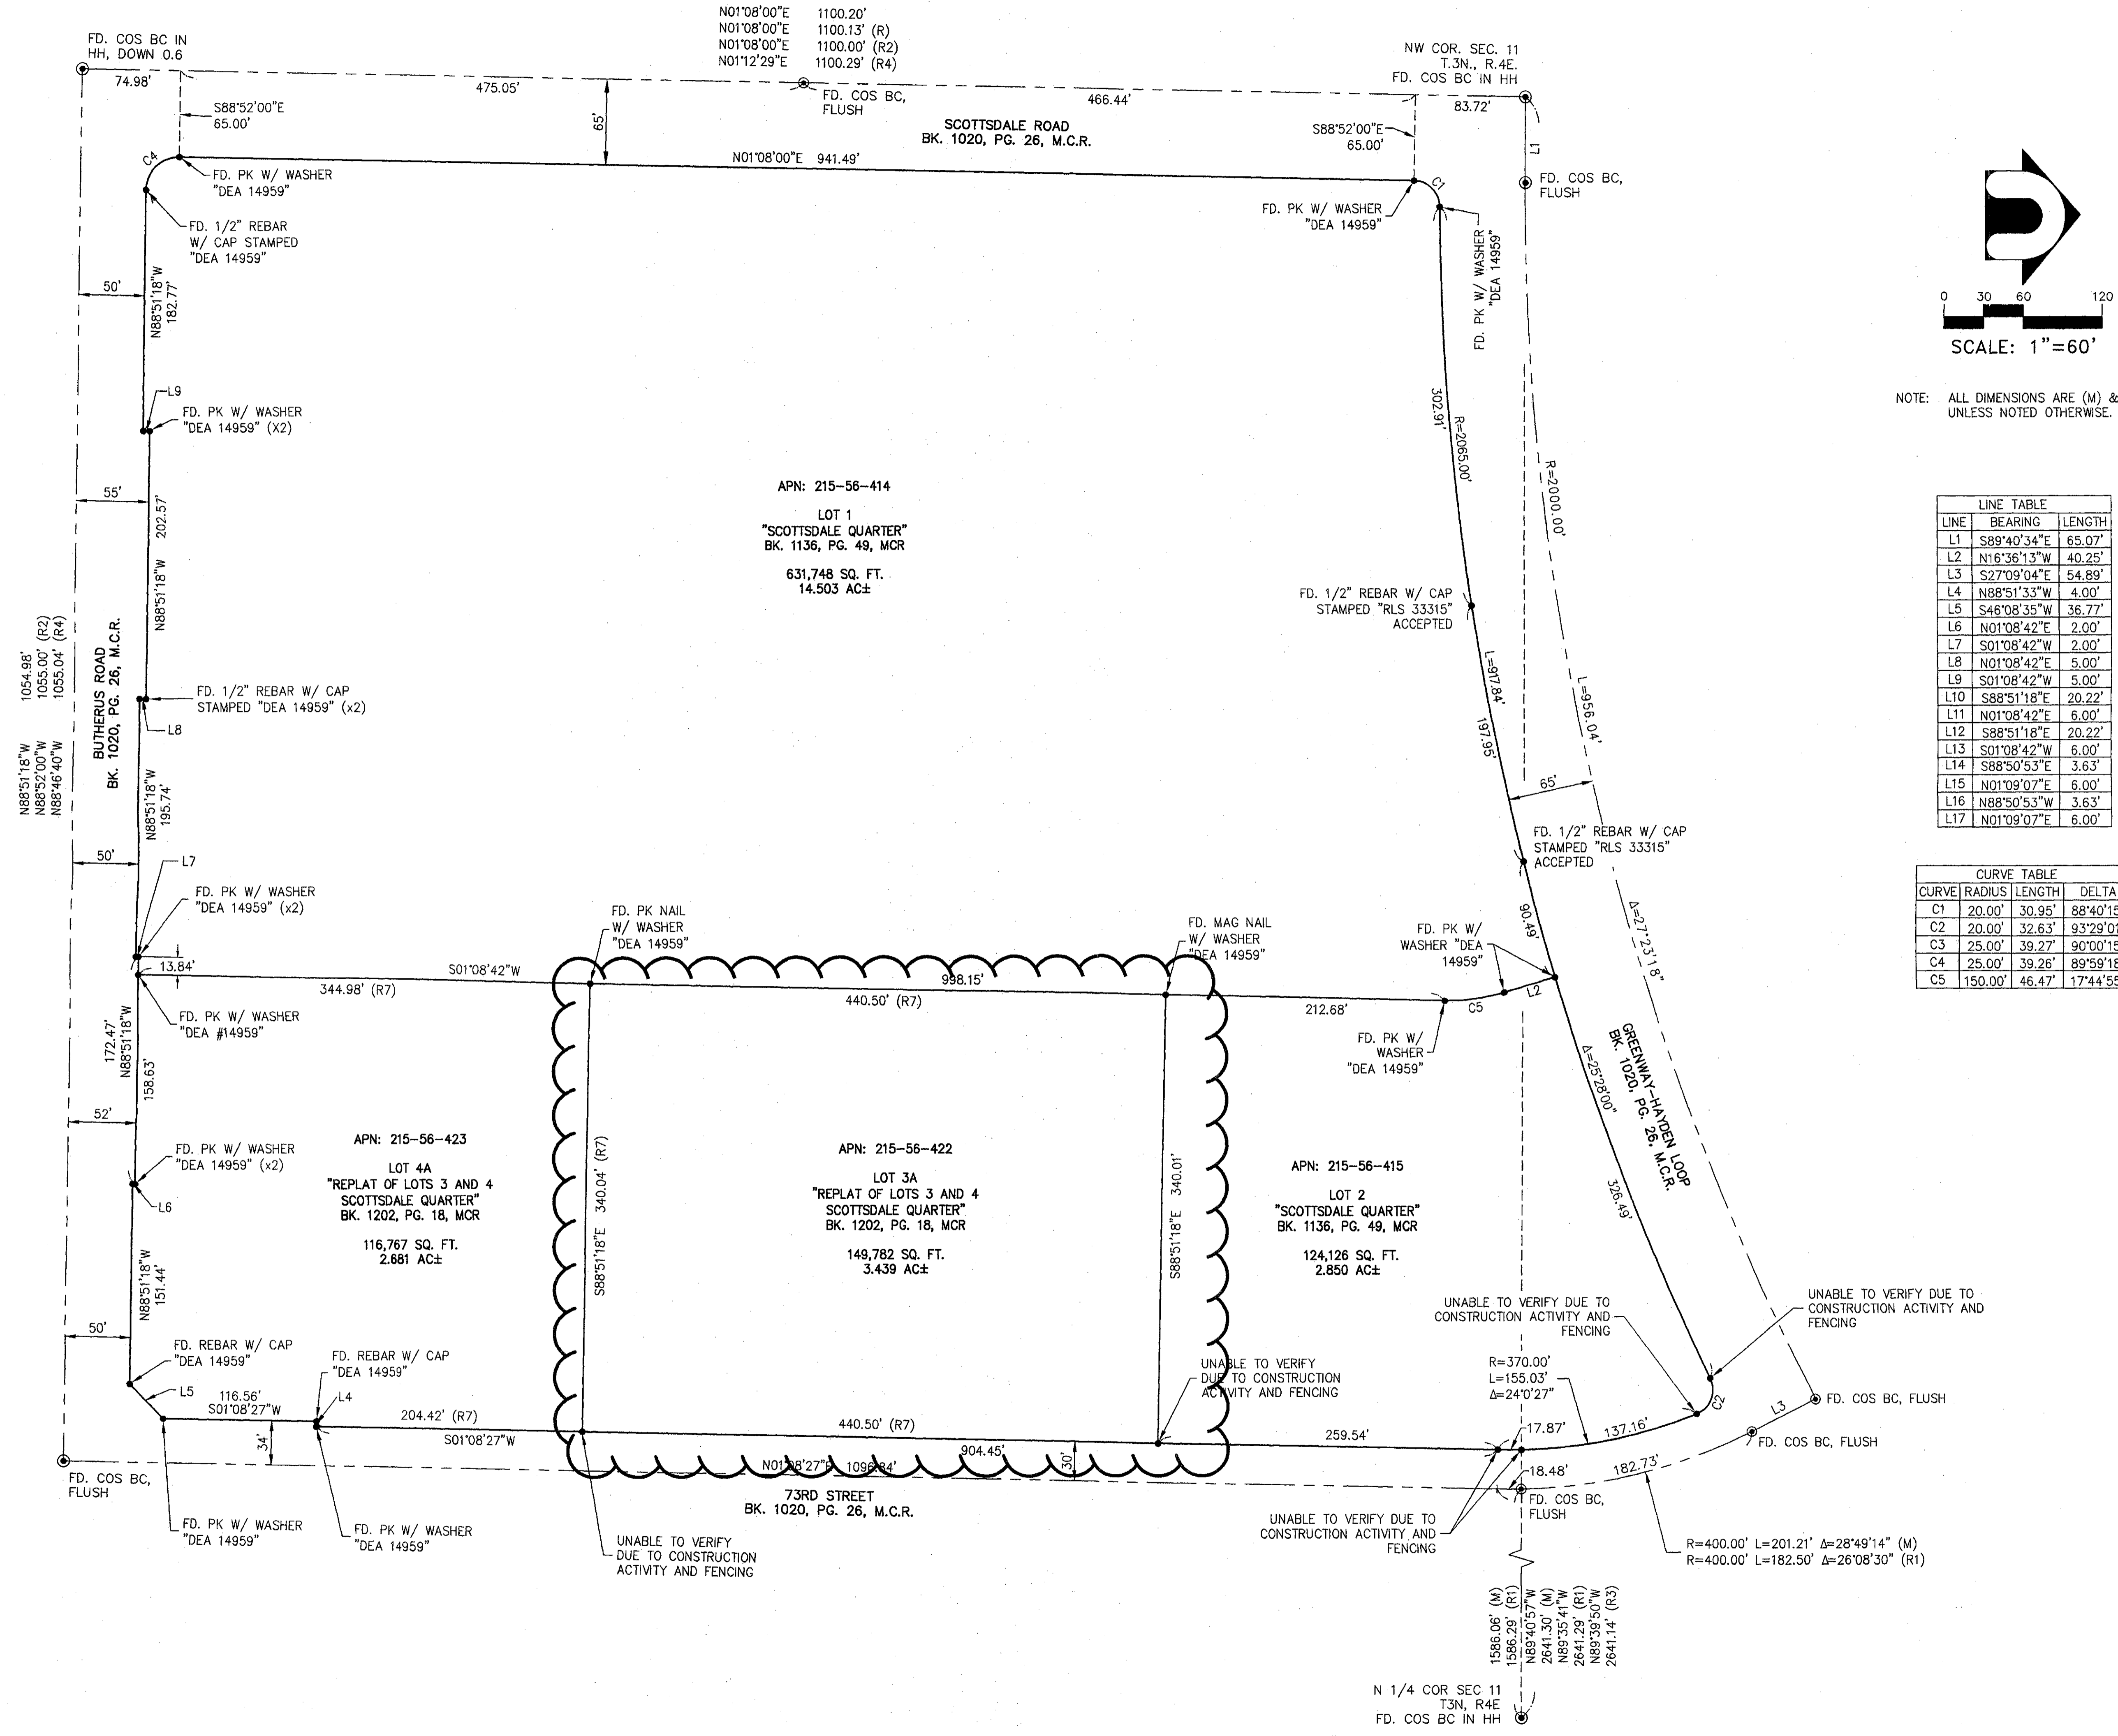 N01°08'00"E 1100.20'
N01°08'00"E 1100.13' (R)
N01°08'00"E 1100.00' (R2)
N01°12'29"E 1100.29' (R4)
FD. COS BC IN
HH, DOWN 0.6
74.98'
475.05'
FD. COS BC,
FLUSH
466.44'
NW COR. SEC. 11
T.3N., R.4E.
FD. COS BC IN HH
83.72'
S88°52'00"E
65.00'
65'
SCOTTSDALE ROAD
BK. 1020, PG. 26, M.C.R.
S88°52'00"E
65.00'
L1
C4
N01°08'00"E 941.49'
FD. PK W/ WASHER
"DEA 14959"
C1
FD. COS BC,
FLUSH
FD. PK W/ WASHER
"DEA 14959"
FD. 1/2" REBAR
W/ CAP STAMPED
"DEA 14959"
FD. PK W/ WASHER
"DEA 14959"
0 30 60 120
SCALE: 1"=60'
NOTE: ALL DIMENSIONS ARE (M) &
UNLESS NOTED OTHERWISE.
50'
N88°51'18"W
182.77'
L9
FD. PK W/ WASHER
"DEA 14959" (X2)
302.91'
R=2065.00'
R=2000.00'
55'
N88°51'18"W 202.57'
APN: 215-56-414
LOT 1
"SCOTTSDALE QUARTER"
BK. 1136, PG. 49, MCR
631,748 SQ. FT.
14.503 AC±
FD. 1/2" REBAR W/ CAP
STAMPED "RLS 33315"
ACCEPTED
LINE TABLE
LINE BEARING LENGTH
L1 S89°40'34"E 65.07'
L2 N16°36'13"W 40.25'
L3 S27°09'04"E 54.89'
L4 N88°51'33"W 4.00'
L5 S46°08'35"W 36.77'
L6 N01°08'42"E 2.00'
L7 S01°08'42"W 2.00'
L8 N01°08'42"E 5.00'
L9 S01°08'42"W 5.00'
L10 S88°51'18"E 20.22'
L11 N01°08'42"E 6.00'
L12 S88°51'18"E 20.22'
L13 S01°08'42"W 6.00'
L14 S88°50'53"E 3.63'
L15 N01°09'07"E 6.00'
L16 N88°50'53"W 3.63'
L17 N01°09'07"E 6.00'
N88°51'18"W 1054.98'
N88°52'00"W 1055.00' (R2)
N88°46'40"W 1055.04' (R4)
BUTHERUS ROAD
BK. 1020, PG. 26, M.C.R.
FD. 1/2" REBAR W/ CAP
STAMPED "DEA 14959" (x2)
L8
L=917.84'
197.95'
L=956.04'
65'
N88°51'18"W
195.74'
50'
L7
FD. PK W/ WASHER
"DEA 14959" (x2)
FD. 1/2" REBAR W/ CAP
STAMPED "RLS 33315"
ACCEPTED
CURVE TABLE
CURVE RADIUS LENGTH DELTA
C1 20.00' 30.95' 88°40'15
C2 20.00' 32.63' 93°29'01
C3 25.00' 39.27' 90°00'15
C4 25.00' 39.26' 89°59'18
C5 150.00' 46.47' 17°44'55
FD. PK NAIL
W/ WASHER
"DEA 14959"
FD. MAG NAIL
W/ WASHER
"DEA 14959"
FD. PK W/
WASHER "DEA
14959"
90.49'
Δ=27°23'18"
13.84'
S01°08'42"W
344.98' (R7)
998.15'
440.50' (R7)
212.68'
C5
L2
FD. PK W/ WASHER
"DEA #14959"
FD. PK W/
WASHER
"DEA 14959"
172.47'
N88°51'18"W
158.63'
Δ=25°28'00"
GREENWAY-HAYDEN LOOP
BK. 1020, PG. 26, M.C.R.
52'
FD. PK W/ WASHER
"DEA 14959" (x2)
L6
APN: 215-56-423
LOT 4A
"REPLAT OF LOTS 3 AND 4
SCOTTSDALE QUARTER"
BK. 1202, PG. 18, MCR
116,767 SQ. FT.
2.681 AC±
S88°51'18"E 340.04' (R7)
APN: 215-56-422
LOT 3A
"REPLAT OF LOTS 3 AND 4
SCOTTSDALE QUARTER"
BK. 1202, PG. 18, MCR
149,782 SQ. FT.
3.439 AC±
S88°51'18"E 340.01'
APN: 215-56-415
LOT 2
"SCOTTSDALE QUARTER"
BK. 1136, PG. 49, MCR
124,126 SQ. FT.
2.850 AC±
326.49'
N88°51'18"W
151.44'
50'
FD. REBAR W/ CAP
"DEA 14959"
L5
FD. REBAR W/ CAP
"DEA 14959"
L4
UNABLE TO VERIFY
DUE TO CONSTRUCTION
ACTIVITY AND FENCING
UNABLE TO VERIFY DUE TO
CONSTRUCTION ACTIVITY AND
FENCING
UNABLE TO VERIFY DUE TO
CONSTRUCTION ACTIVITY AND
FENCING
R=370.00'
L=155.03'
Δ=24°0'27"
C2
L3
FD. COS BC, FLUSH
FD. COS BC, FLUSH
116.56'
S01°08'27"W
34'
204.42' (R7)
S01°08'27"W
440.50' (R7)
904.45'
30'
259.54'
17.87'
137.16'
18.48'
182.73'
N01°08'27"E 1096.84'
73RD STREET
BK. 1020, PG. 26, M.C.R.
FD. COS BC,
FLUSH
FD. COS BC,
FLUSH
FD. PK W/ WASHER
"DEA 14959"
FD. PK W/ WASHER
"DEA 14959"
UNABLE TO VERIFY
DUE TO CONSTRUCTION
ACTIVITY AND FENCING
UNABLE TO VERIFY DUE TO
CONSTRUCTION ACTIVITY AND
FENCING
R=400.00' L=201.21' Δ=28°49'14" (M)
R=400.00' L=182.50' Δ=26°08'30" (R1)
1586.06' (M)
1586.29' (R1)
N89°40'57"W
2641.30' (M)
N89°35'41"W
2641.29' (R1)
N89°39'50"W
2641.14' (R3)
N 1/4 COR SEC 11
T3N, R4E
FD. COS BC IN HH